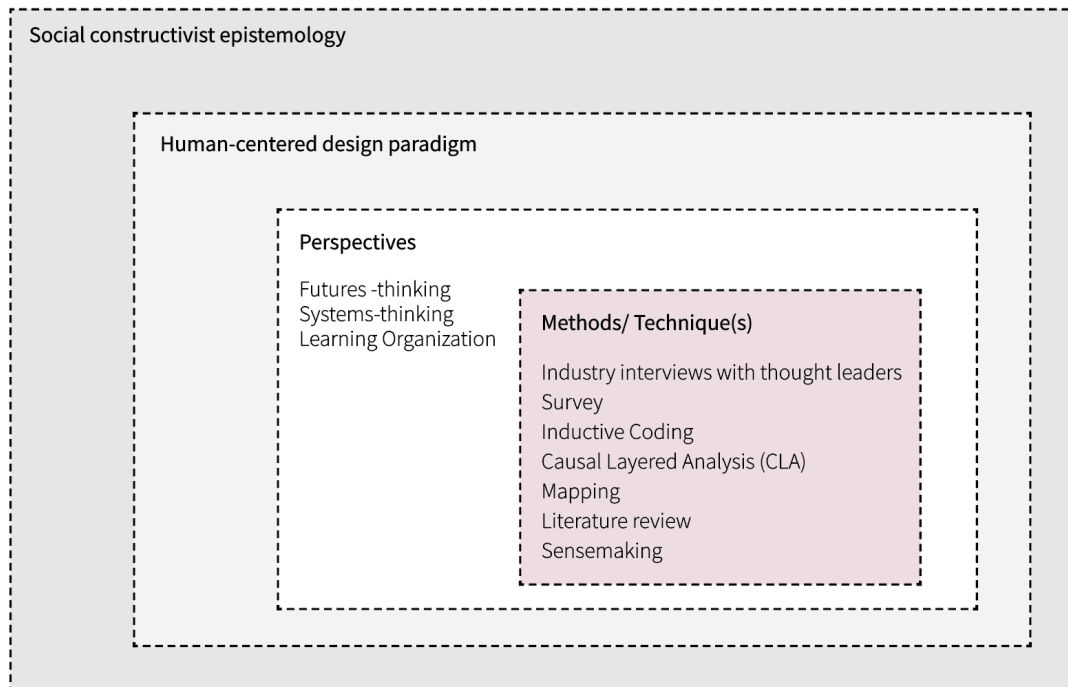 Social constructivist epistemology
Human-centered design paradigm
Perspectives
Futures -thinking
Systems-thinking
Learning Organization
Methods/ Technique(s)
Industry interviews with thought leaders
Survey
Inductive Coding
Causal Layered Analysis (CLA)
Mapping
Literature review
Sensemaking